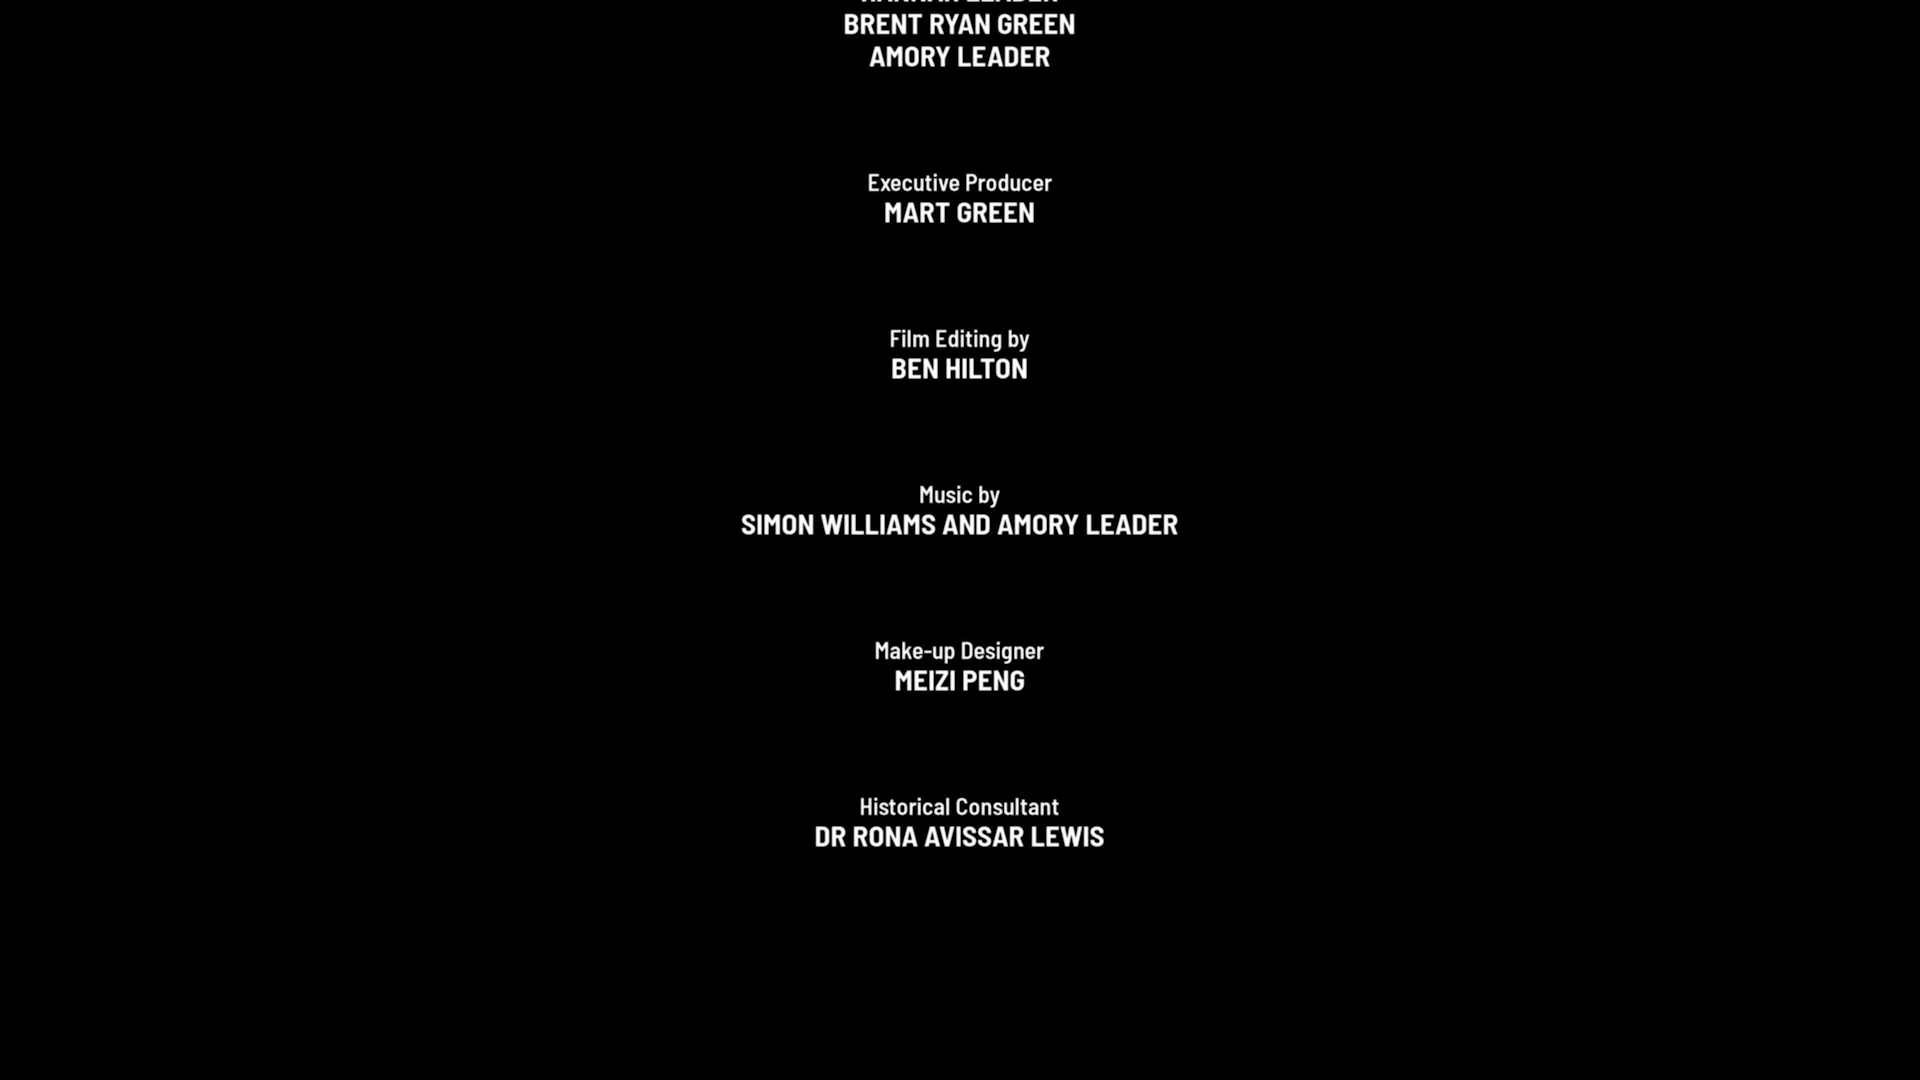 BRENT RYAN GREEN
AMORY LEADER
Executive Producer
MART GREEN
Film Editing by
BEN HILTON
Music by
SIMON WILLIAMS AND AMORY LEADER
Make-up Designer
MEIZI PENG
Historical Consultant
DR RONA AVISSAR LEWIS